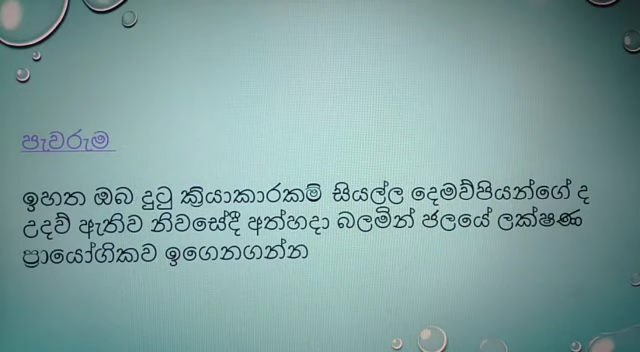 පැවරුම
ඉහත ඔබ දුටු ක්‍රියාකාරකම් සියල්ල දෙමව්පියන්ගේ ද
උදව් ඇතිව නිවසේදී අත්හදා බලමින් ජලයේ ලක්ෂණ
ප්‍රායෝගිකව ඉගෙනගන්න